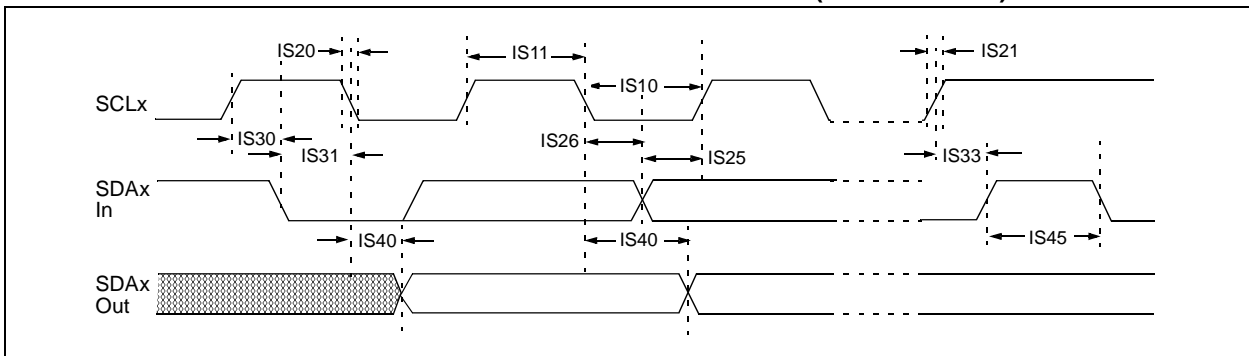 IS20
IS11
IS21
IS10
SCLx
IS30
IS26
IS31
IS25
IS33
SDAx
In
IS40
IS40
IS45
SDAx
Out